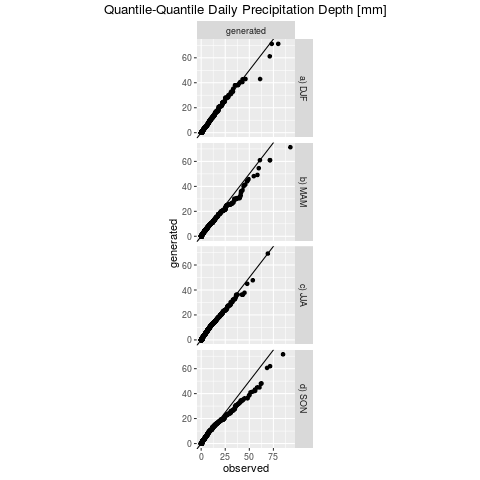 Quantile-Quantile Daily Precipitation Depth [mm]
generated
60
40
20
0
a) DJF
60
40
20
0
b) MAM
generated
60
40
20
0
c) JJA
60
40
20
0
d) SON
0 25 50 75
observed